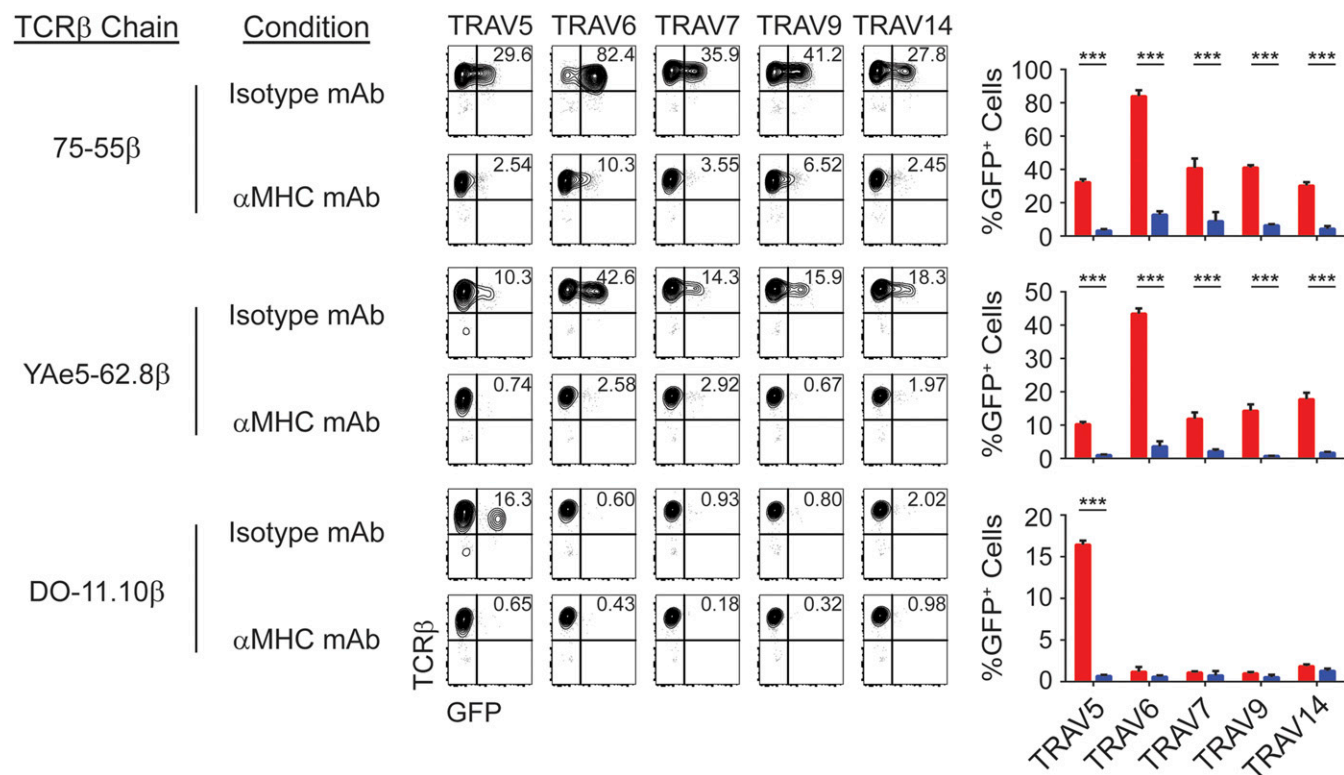 TCRβ Chain Condition TRAV5 TRAV6 TRAV7 TRAV9 TRAV14
75-55β
Isotype mAb 29.6 82.4 35.9 41.2 27.8
αMHC mAb 2.54 10.3 3.55 6.52 2.45
%GFP+ Cells
100
80
60
40
20
0
*** *** *** *** ***
YAe5-62.8β
Isotype mAb 10.3 42.6 14.3 15.9 18.3
αMHC mAb 0.74 2.58 2.92 0.67 1.97
%GFP+ Cells
50
40
30
20
10
0
*** *** *** *** ***
DO-11.10β
Isotype mAb 16.3 0.60 0.93 0.80 2.02
αMHC mAb 0.65 0.43 0.18 0.32 0.98
TCRβ
GFP
%GFP+ Cells
20
15
10
5
0
***
TRAV5 TRAV6 TRAV7 TRAV9 TRAV14